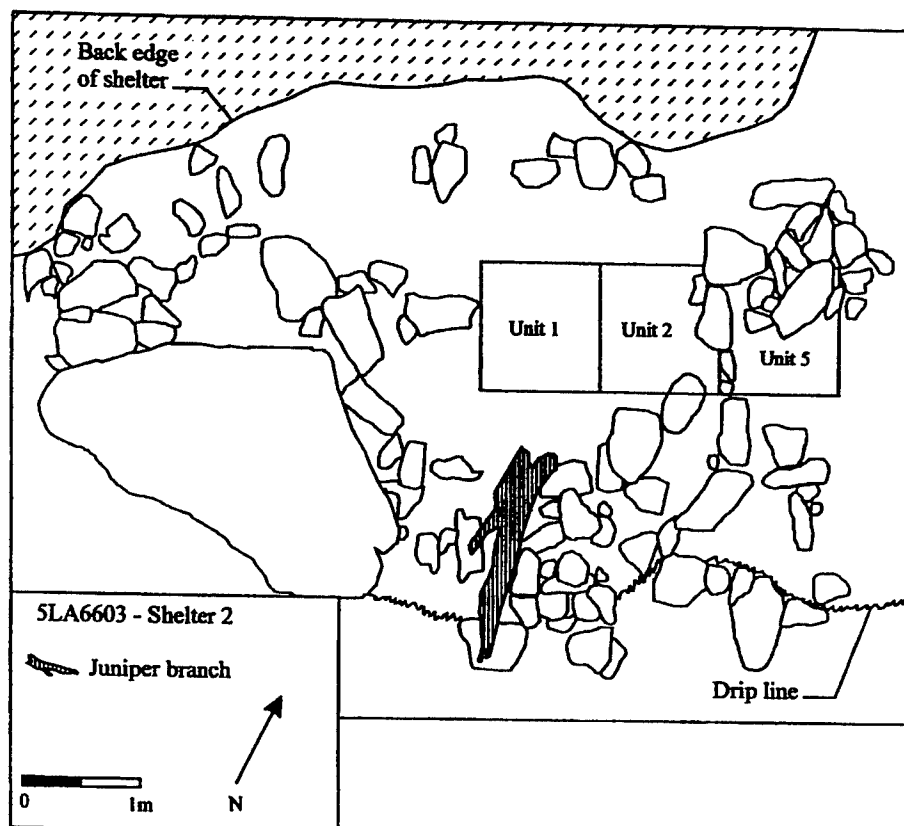 Back edge
of shelter
Unit 1
Unit 2
Unit 5
5LA6603 - Shelter 2
Juniper branch
Drip line
N
0
1m